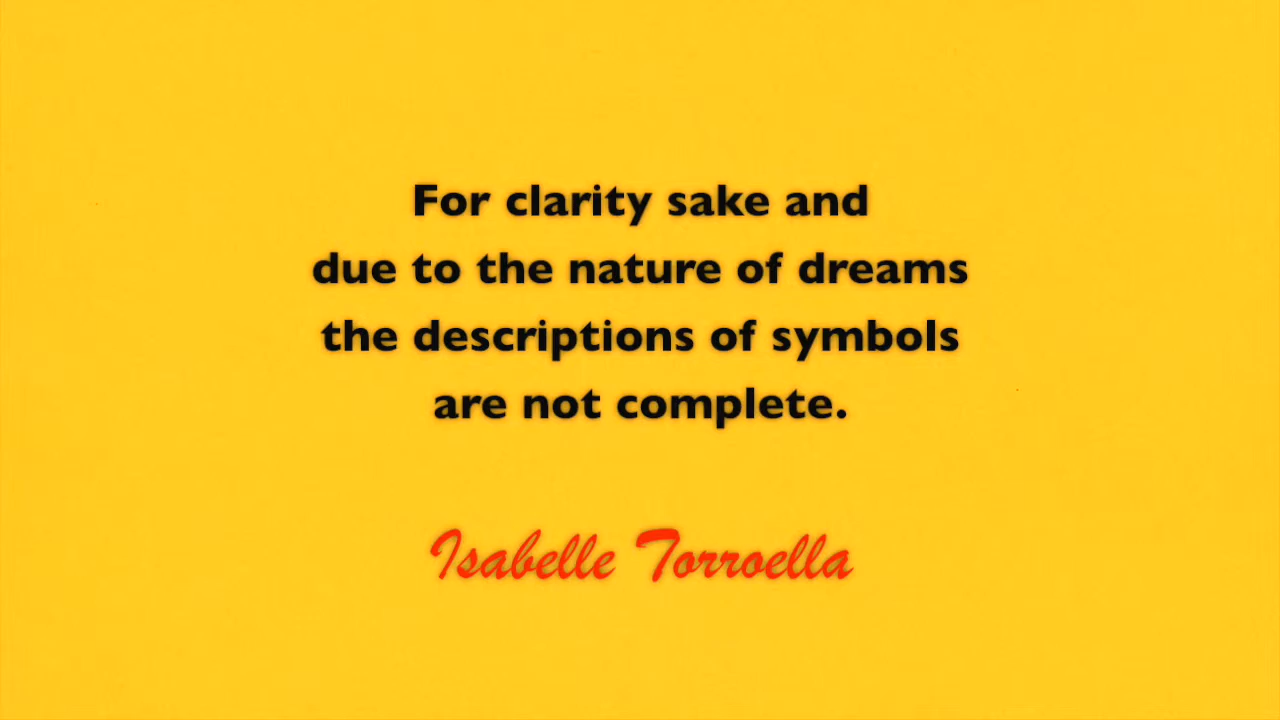 For clarity sake and
due to the nature of dreams
the descriptions of symbols
are not complete.
Isabelle Torroella